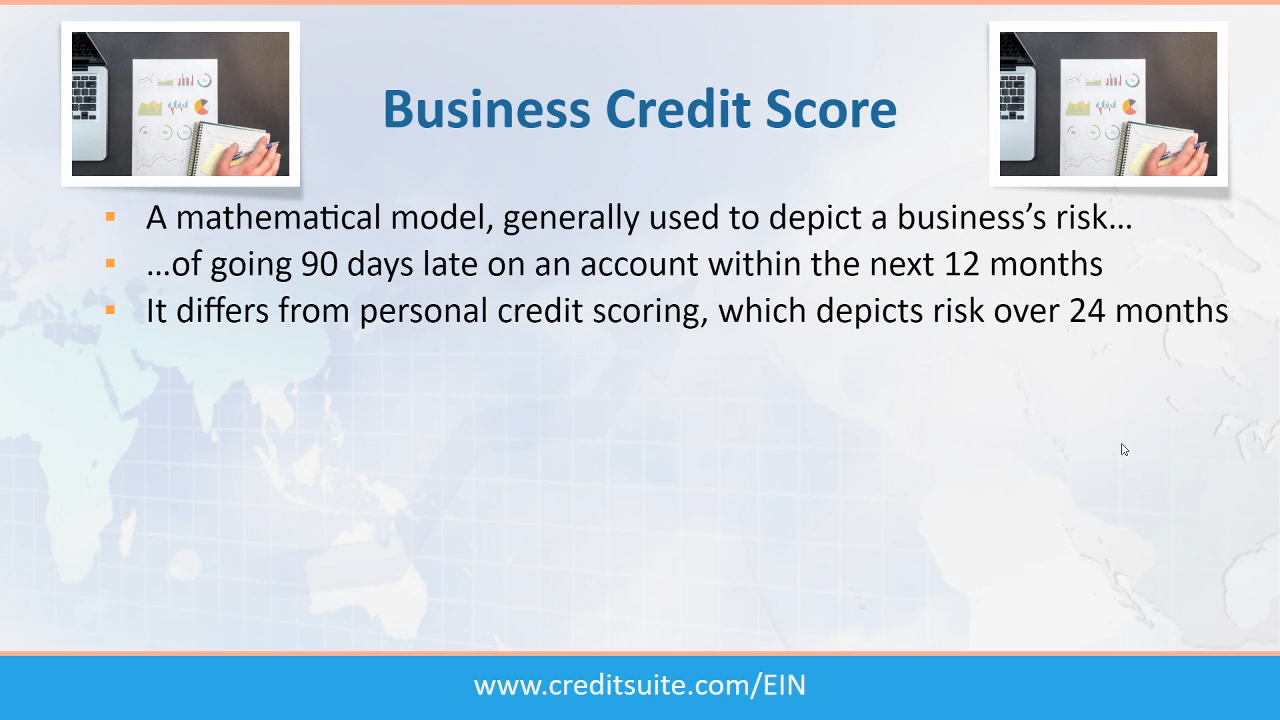 Business Credit Score
A mathematical model, generally used to depict a business’s risk…
…of going 90 days late on an account within the next 12 months
It differs from personal credit scoring, which depicts risk over 24 months
www.creditsuite.com/EIN